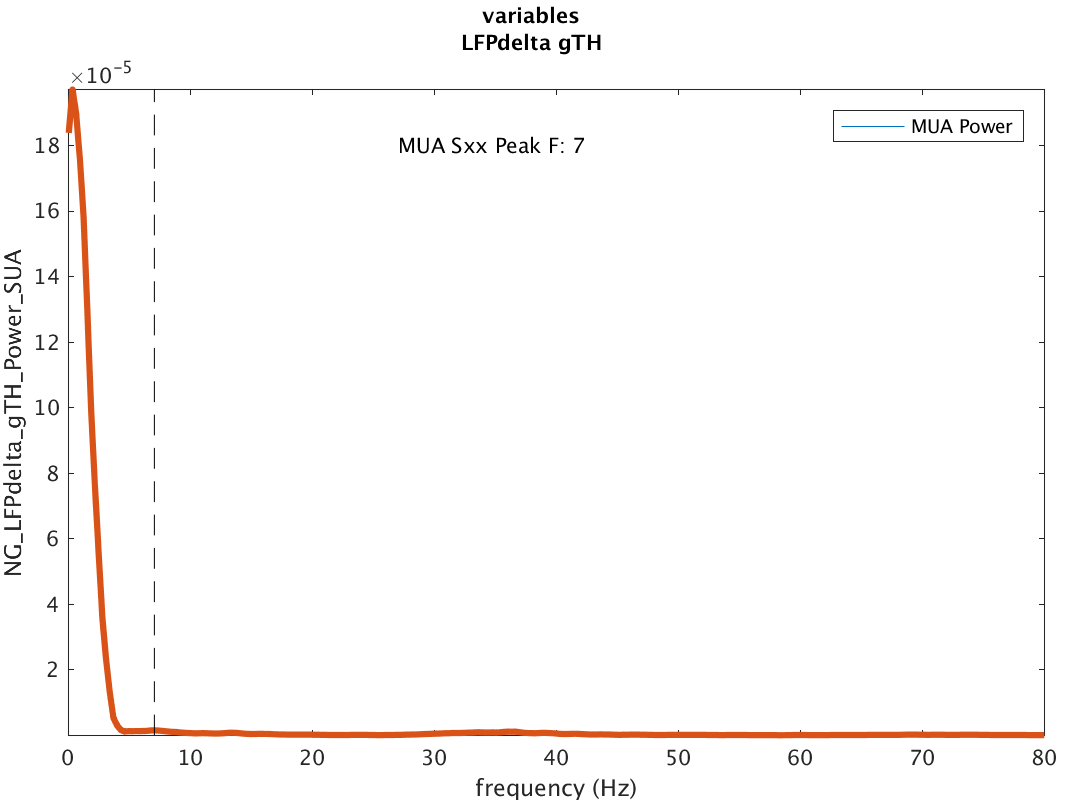 variables
LFPdelta gTH
×10⁻⁵
MUA Power
MUA Sxx Peak F: 7
18
16
14
12
10
8
6
4
2
NG_LFPdelta_gTH_Power_SUA
0 10 20 30 40 50 60 70 80
frequency (Hz)